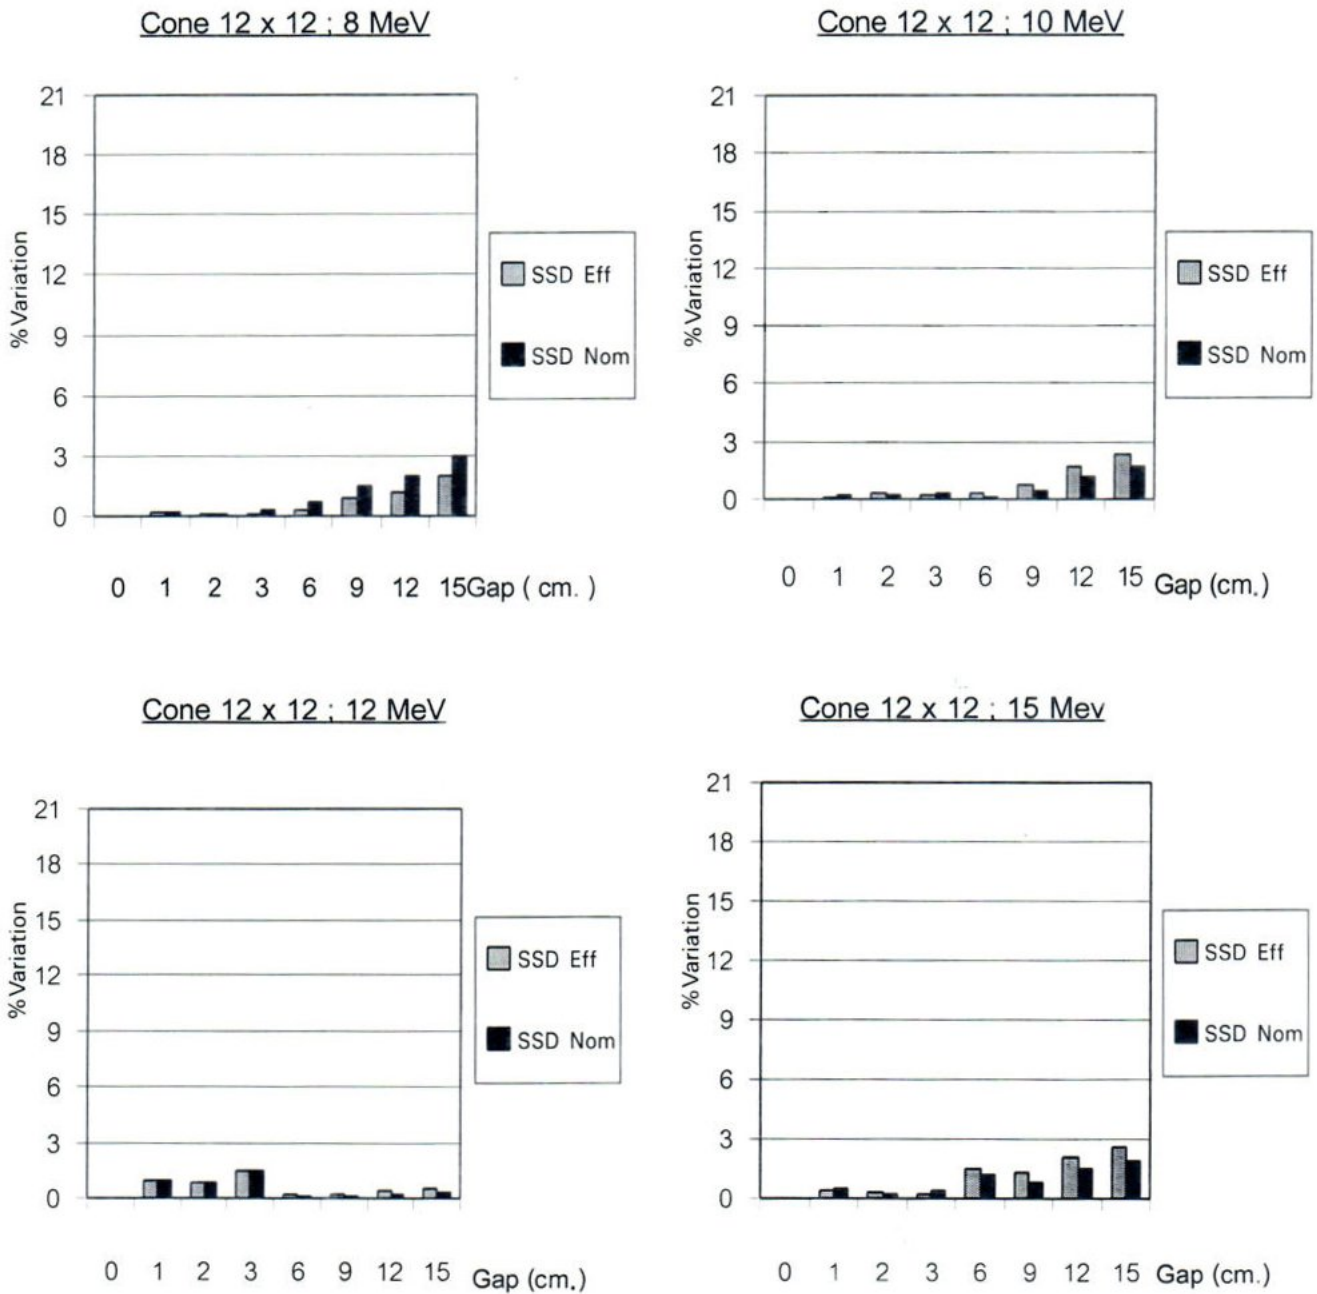 Cone 12 x 12 ; 8 MeV
21
18
15
12
9
6
3
0
% Variation
SSD Eff
SSD Nom
0 1 2 3 6 9 12 15Gap ( cm. )
Cone 12 x 12 ; 10 MeV
21
18
15
12
9
6
3
0
% Variation
SSD Eff
SSD Nom
0 1 2 3 6 9 12 15 Gap (cm.)
Cone 12 x 12 ; 12 MeV
21
18
15
12
9
6
3
0
% Variation
SSD Eff
SSD Nom
0 1 2 3 6 9 12 15 Gap (cm.)
Cone 12 x 12 ; 15 Mev
21
18
15
12
9
6
3
0
% Variation
SSD Eff
SSD Nom
0 1 2 3 6 9 12 15 Gap (cm.)